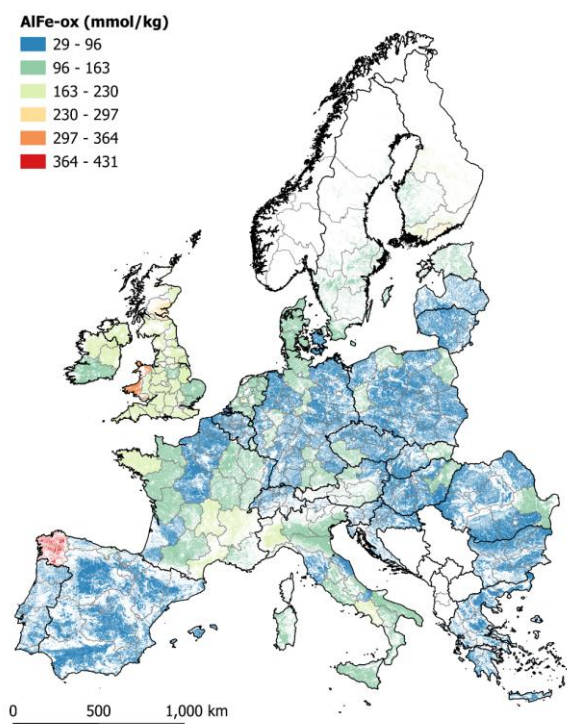 AlFe-ox (mmol/kg)
29 - 96
96 - 163
163 - 230
230 - 297
297 - 364
364 - 431
0 500 1,000 km